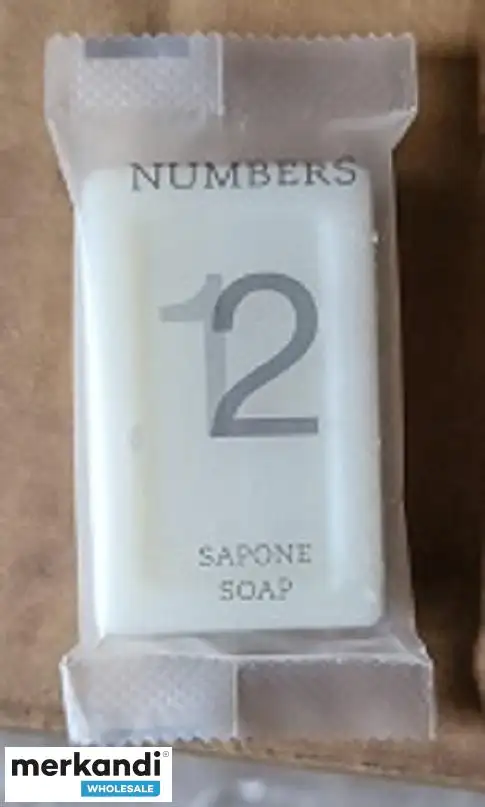 NUMBERS
12
SAPONE
SOAP
merkandi®
WHOLESALE